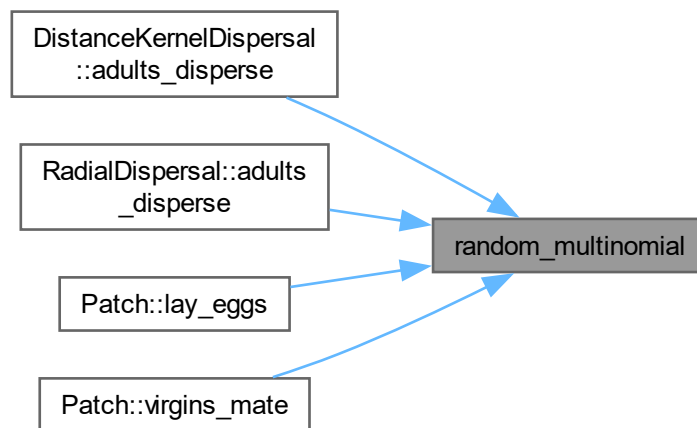 DistanceKernelDispersal
::adults_disperse
RadialDispersal::adults
_disperse
random_multinomial
Patch::lay_eggs
Patch::virgins_mate